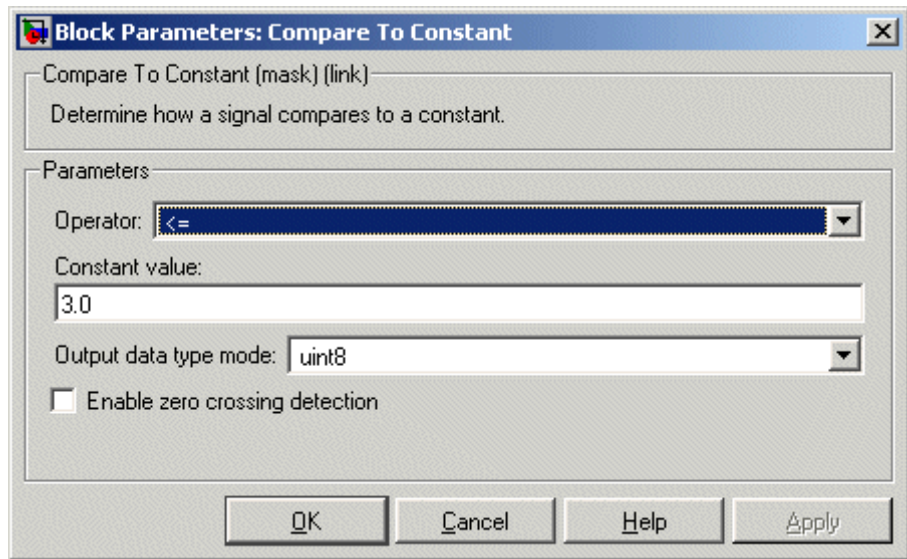 Block Parameters: Compare To Constant
Compare To Constant (mask) (link)
Determine how a signal compares to a constant.
Parameters
Operator: <=
Constant value:
3.0
Output data type mode: uint8
Enable zero crossing detection
OK Cancel Help Apply